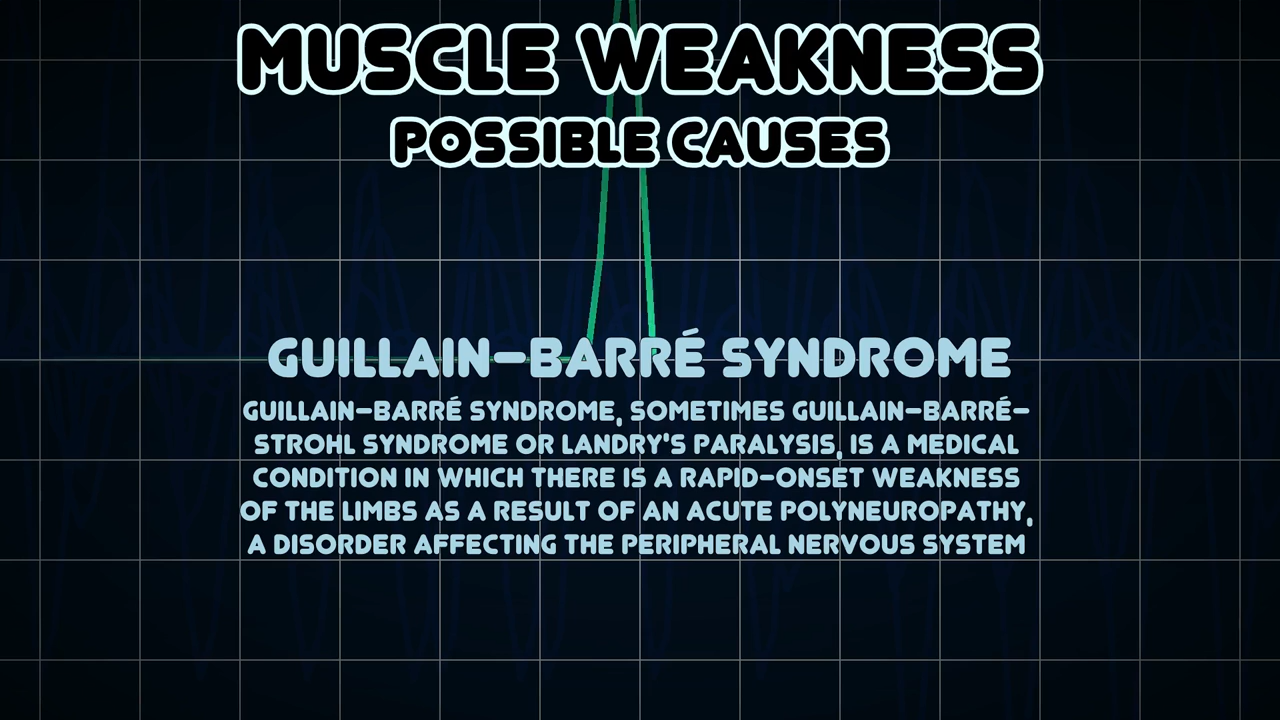 MUSCLE WEAKNESS
POSSIBLE CAUSES
GUILLAIN-BARRÉ SYNDROME
GUILLAIN-BARRÉ SYNDROME, SOMETIMES GUILLAIN-BARRÉ-
STROHL SYNDROME OR LANDRY'S PARALYSIS, IS A MEDICAL
CONDITION IN WHICH THERE IS A RAPID-ONSET WEAKNESS
OF THE LIMBS AS A RESULT OF AN ACUTE POLYNEUROPATHY,
A DISORDER AFFECTING THE PERIPHERAL NERVOUS SYSTEM